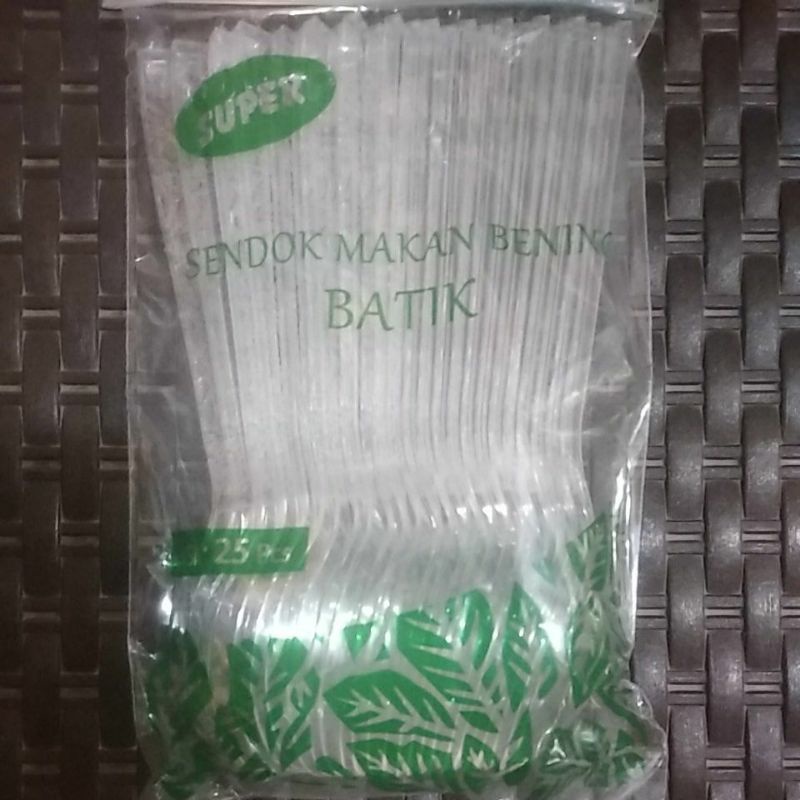 SUPER
SENDOK MAKAN BENING
BATIK
25 Pcs